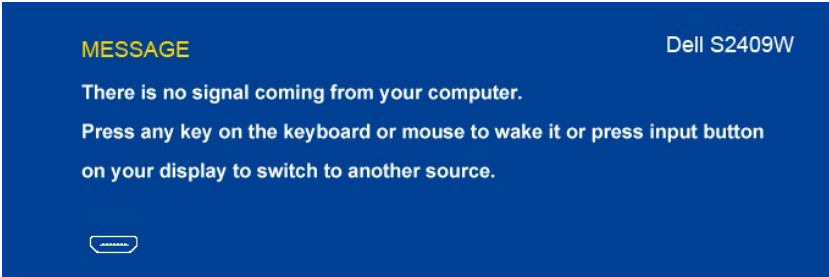 MESSAGE
Dell S2409W
There is no signal coming from your computer.
Press any key on the keyboard or mouse to wake it or press input button
on your display to switch to another source.